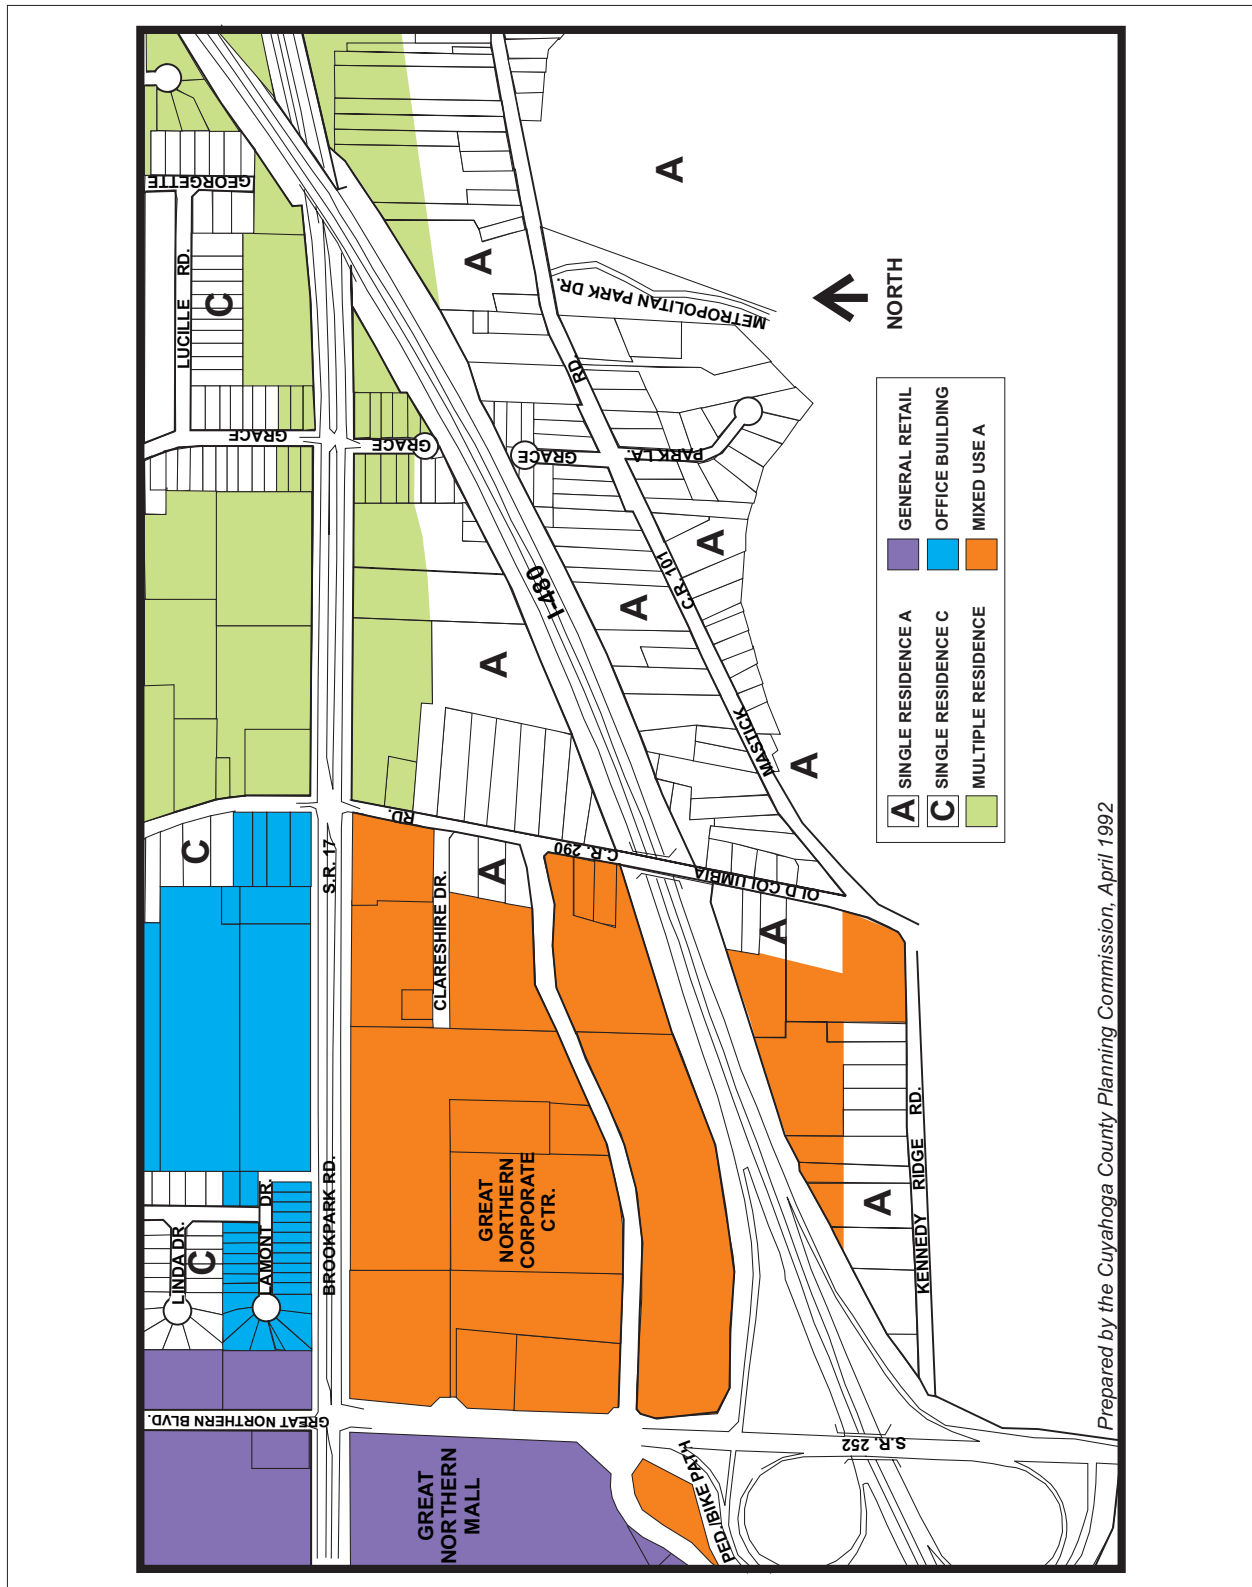 GEORGETTE
LUCILLE RD.
C
A
A
METROPOLITAN PARK DR.
NORTH
RD.
GRACE
GRACE
GRACE
GRACE
GRACE
PARK LA.
I-480
C.R. 101
A
A
A
A
MASTICK
RD.
C.R. 290
OLD COLUMBIA
C
S.R. 17
CLARESHIRE DR.
A
A
A
KENNEDY RIDGE RD.
GREAT
NORTHERN
CORPORATE
CTR.
BROOKPARK RD.
LINDA DR.
C
LAMONT DR.
GREAT NORTHERN BLVD.
GREAT
NORTHERN
MALL
PED./BIKE PATH
S.R. 252
A SINGLE RESIDENCE A
C SINGLE RESIDENCE C
MULTIPLE RESIDENCE
GENERAL RETAIL
OFFICE BUILDING
MIXED USE A
Prepared by the Cuyahoga County Planning Commission, April 1992